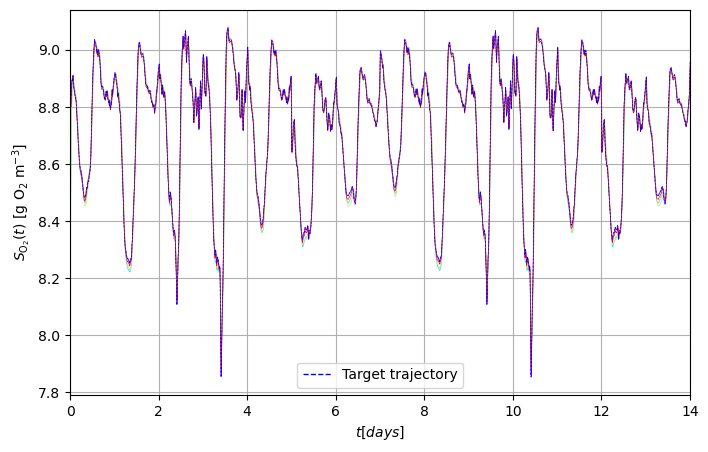 9.0
8.8
8.6
8.4
8.2
8.0
7.8
S_{O_2}(t) [g O_2 m^{-3}]
Target trajectory
0 2 4 6 8 10 12 14
t[days]